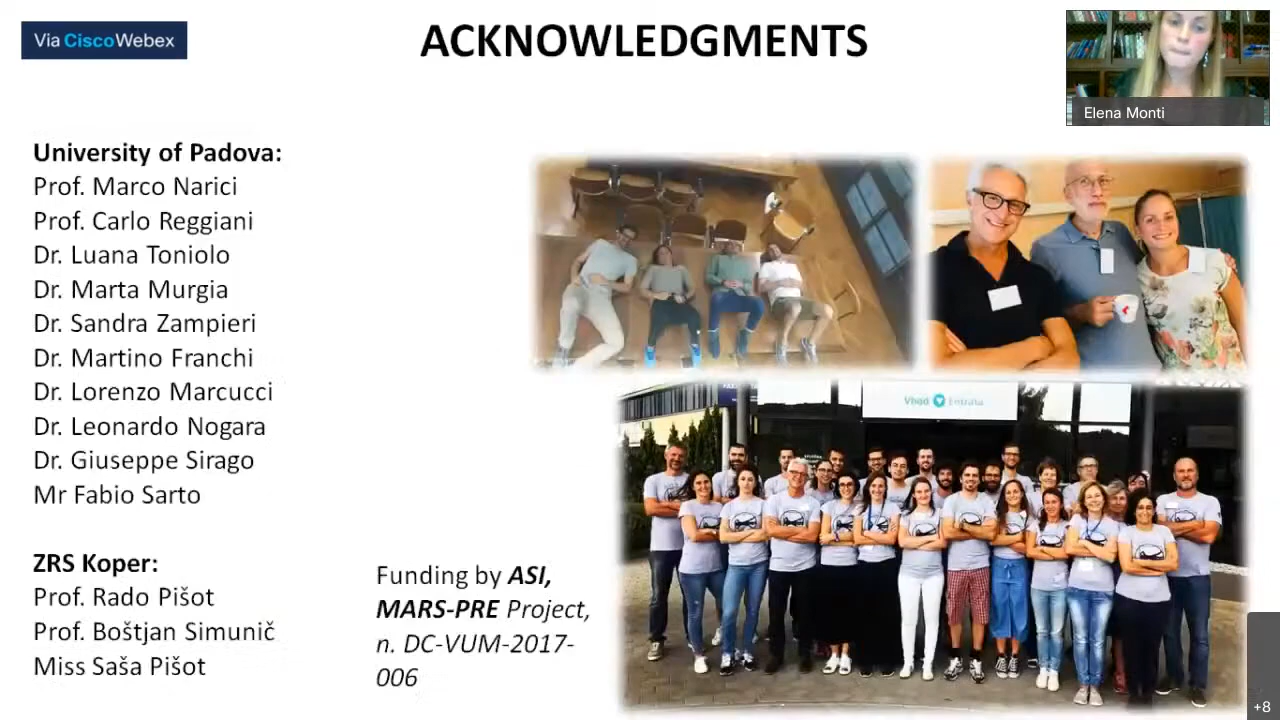 Via CiscoWebex
ACKNOWLEDGMENTS
Elena Monti
University of Padova:
Prof. Marco Narici
Prof. Carlo Reggiani
Dr. Luana Toniolo
Dr. Marta Murgia
Dr. Sandra Zampieri
Dr. Martino Franchi
Dr. Lorenzo Marcucci
Dr. Leonardo Nogara
Dr. Giuseppe Sirago
Mr Fabio Sarto
ZRS Koper:
Prof. Rado Pišot
Prof. Boštjan Simunič
Miss Saša Pišot
Funding by ASI,
MARS-PRE Project,
n. DC-VUM-2017-
006
Vhod Entrata
+8